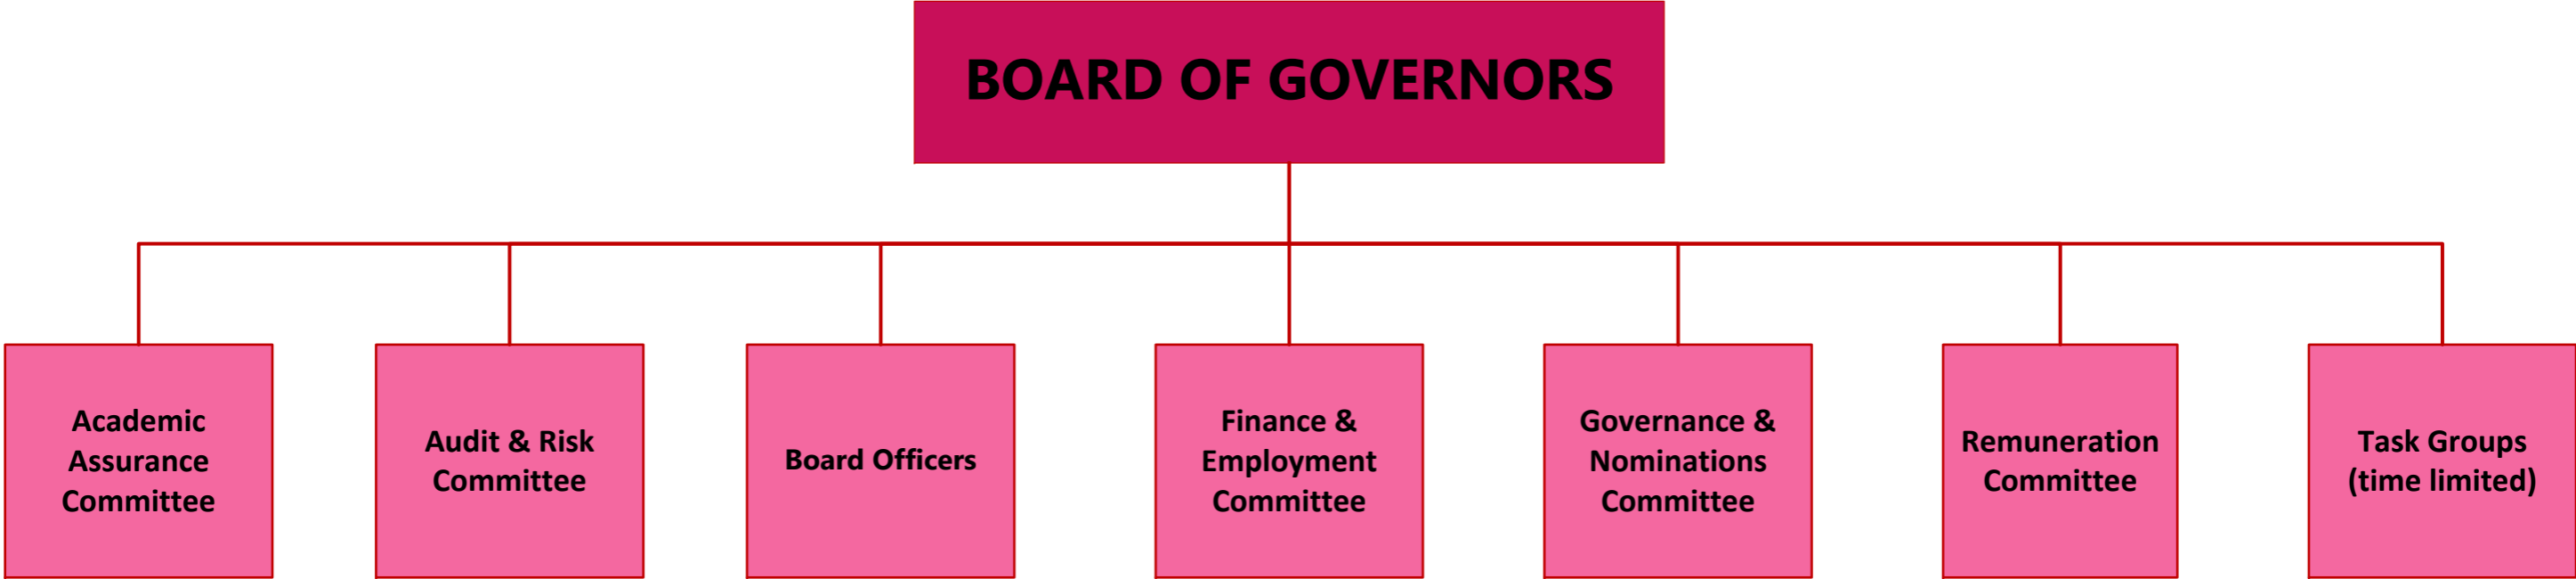 BOARD OF GOVERNORS
Academic
Assurance
Committee
Audit & Risk
Committee
Board Officers
Finance &
Employment
Committee
Governance &
Nominations
Committee
Remuneration
Committee
Task Groups
(time limited)